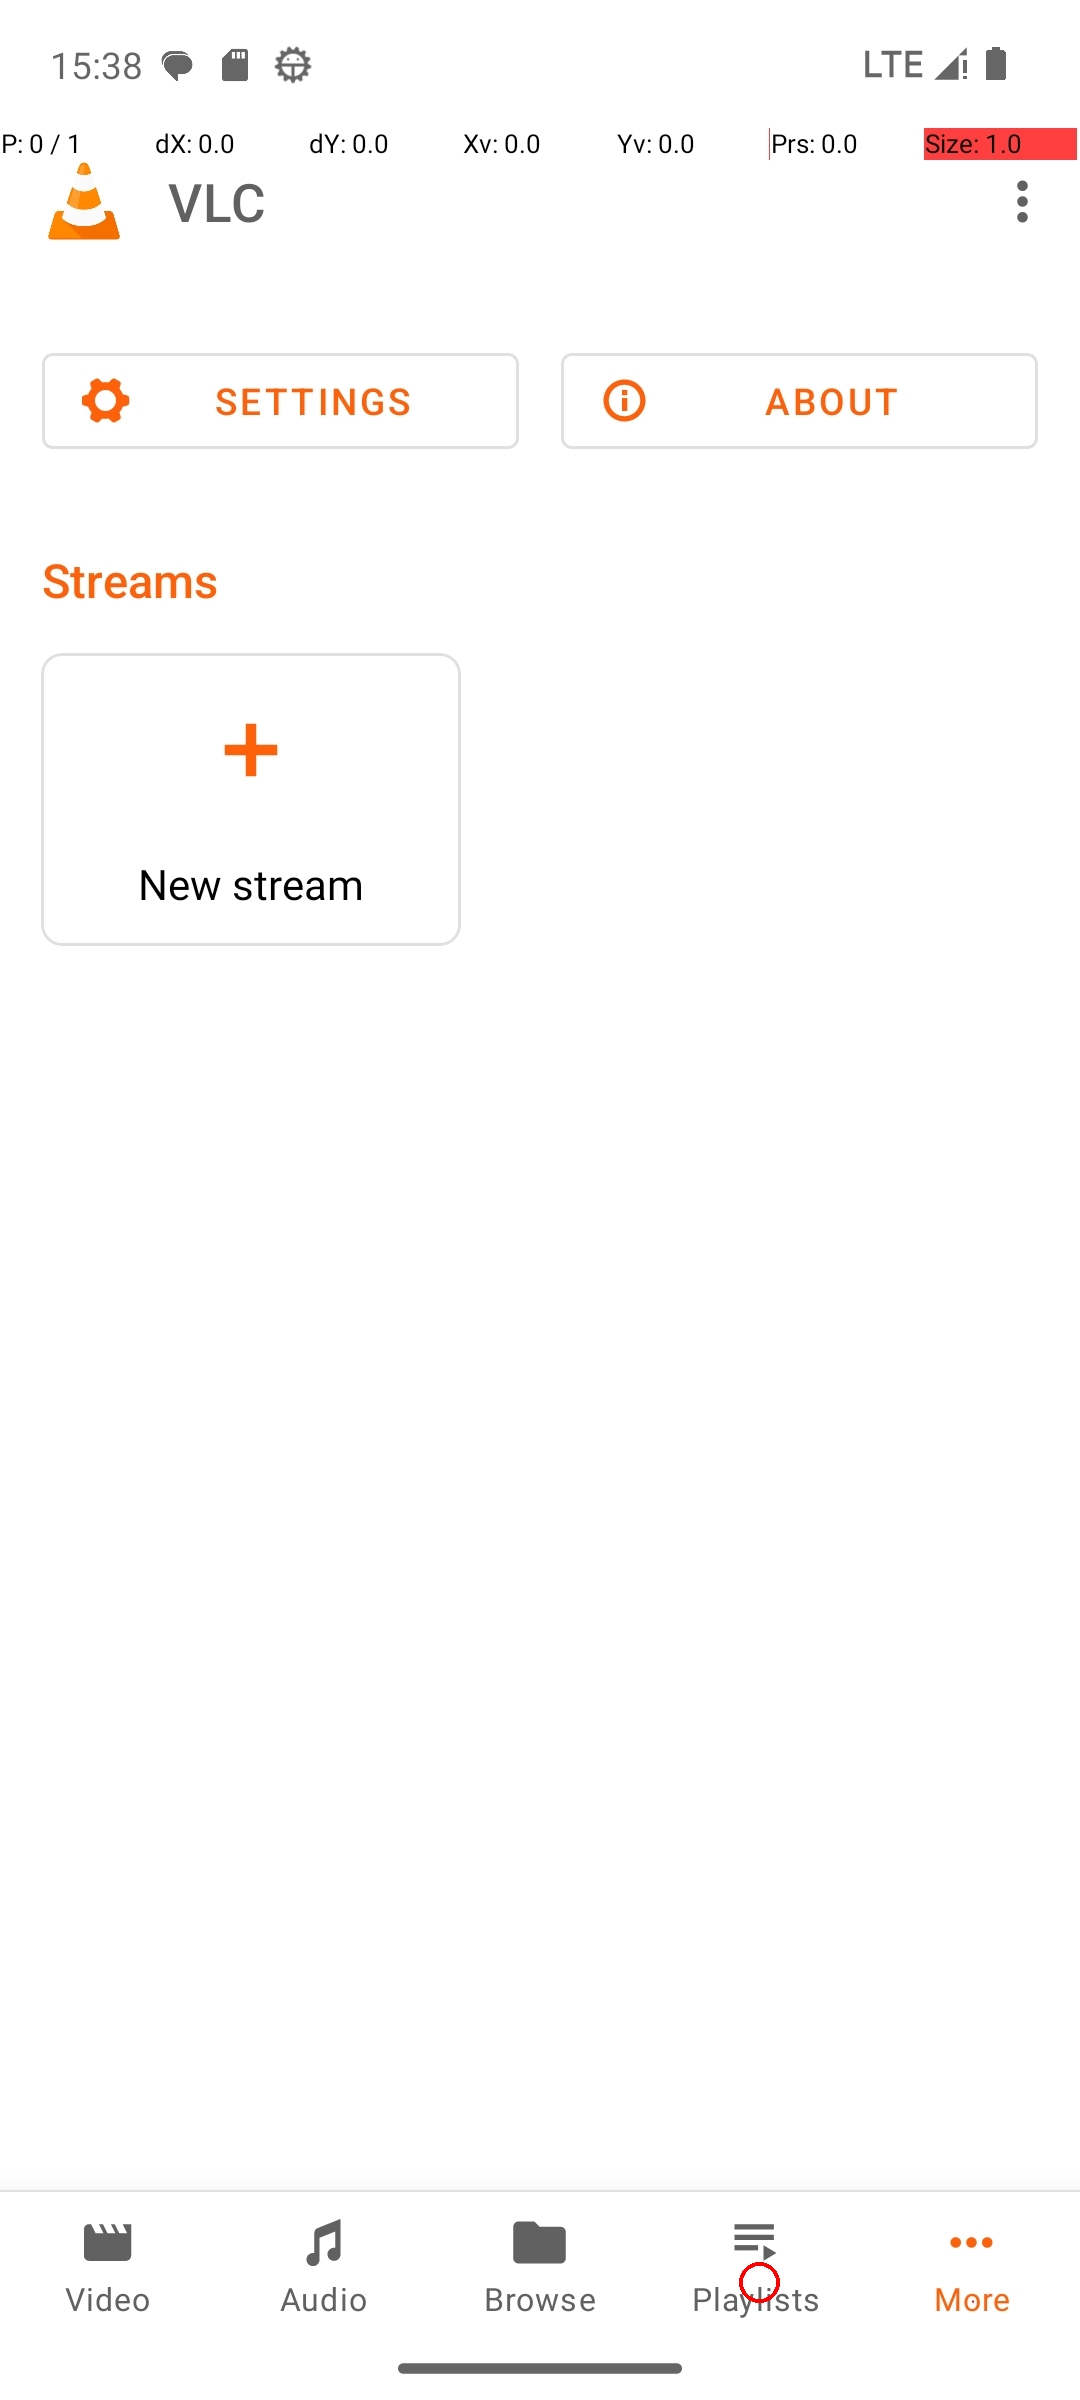 15:38 LTE
P: 0 / 1 dX: 0.0 dY: 0.0 Xv: 0.0 Yv: 0.0 Prs: 0.0 Size: 1.0
VLC
SETTINGS ABOUT
Streams
New stream
Video Audio Browse Playlists More